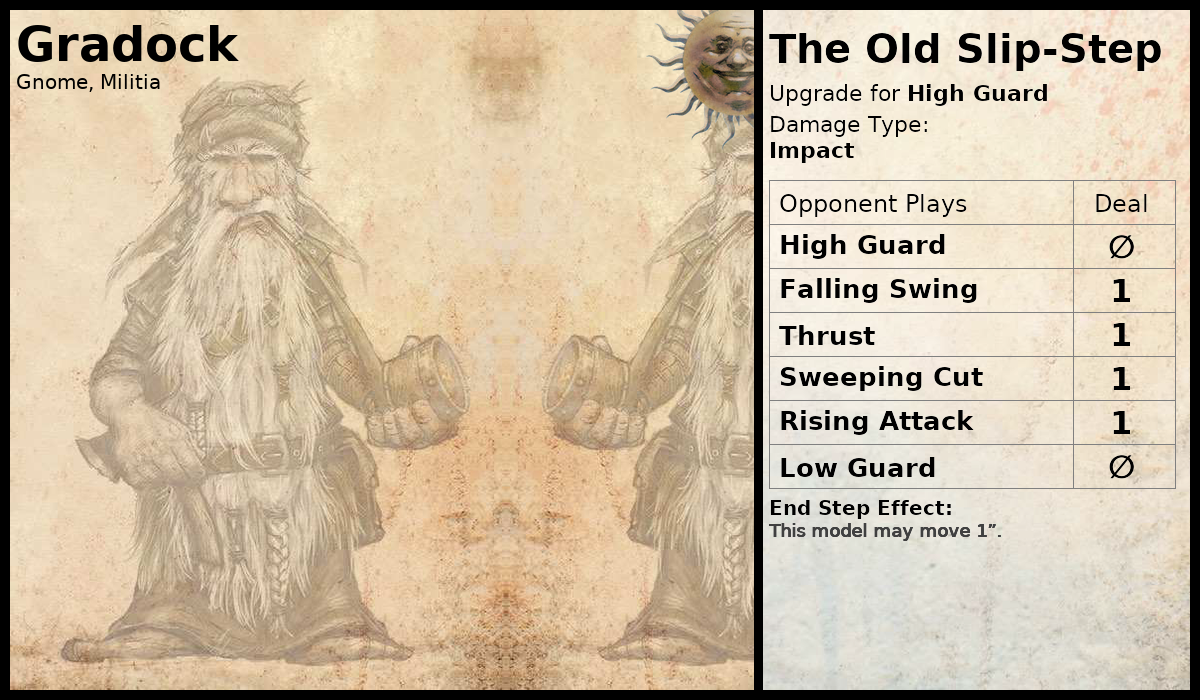 Gradock
Gnome, Militia
The Old Slip-Step
Upgrade for High Guard
Damage Type:
Impact
Opponent Plays Deal
High Guard ∅
Falling Swing 1
Thrust 1
Sweeping Cut 1
Rising Attack 1
Low Guard ∅
End Step Effect:
This model may move 1”.